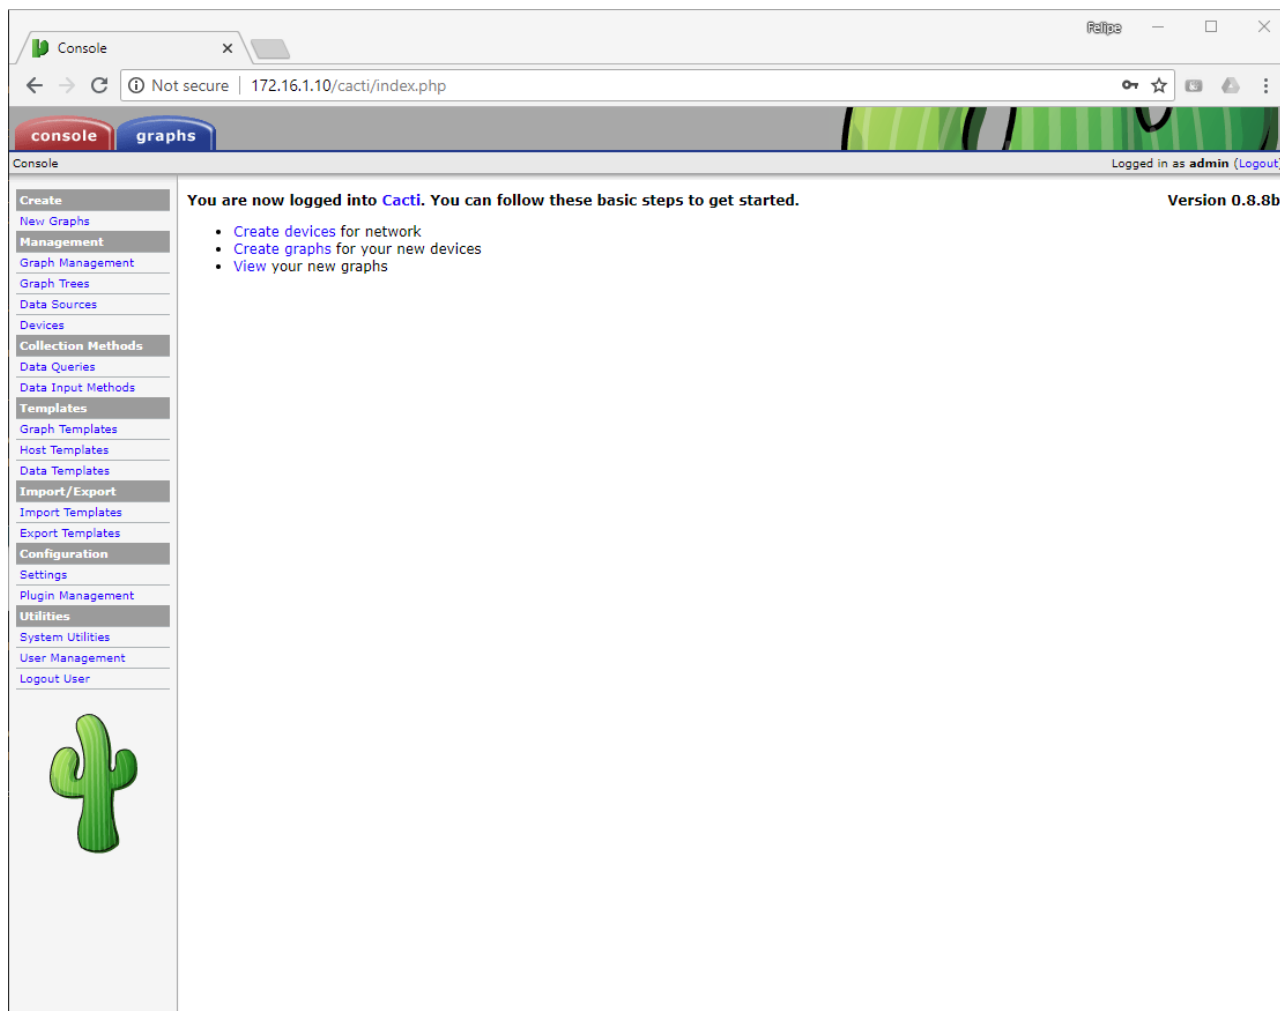 Felipe
Console
Not secure 172.16.1.10/cacti/index.php
console graphs
Console Logged in as admin (Logout)
Create
New Graphs
Management
Graph Management
Graph Trees
Data Sources
Devices
Collection Methods
Data Queries
Data Input Methods
Templates
Graph Templates
Host Templates
Data Templates
Import/Export
Import Templates
Export Templates
Configuration
Settings
Plugin Management
Utilities
System Utilities
User Management
Logout User
You are now logged into Cacti. You can follow these basic steps to get started. Version 0.8.8b
Create devices for network
Create graphs for your new devices
View your new graphs